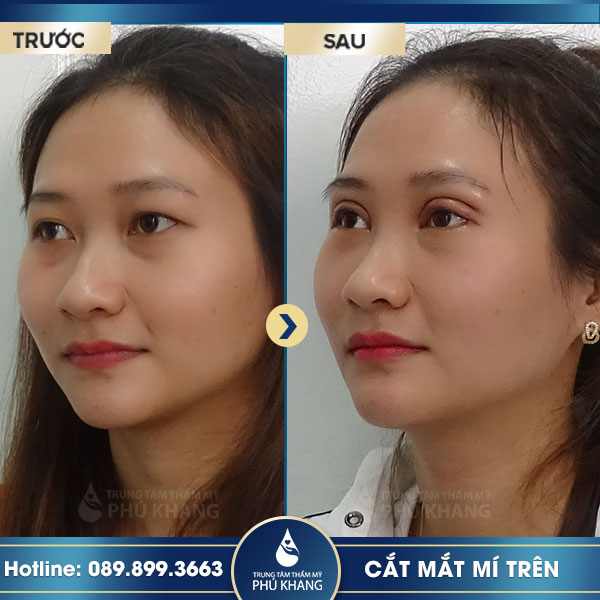 TRƯỚC
SAU
TRUNG TÂM THẨM MỸ
PHÚ KHANG
TRUNG TÂM THẨM MỸ
PHÚ KHANG
Hotline: 089.899.3663
TRUNG TÂM THẨM MỸ
PHÚ KHANG
CẮT MẮT MÍ TRÊN